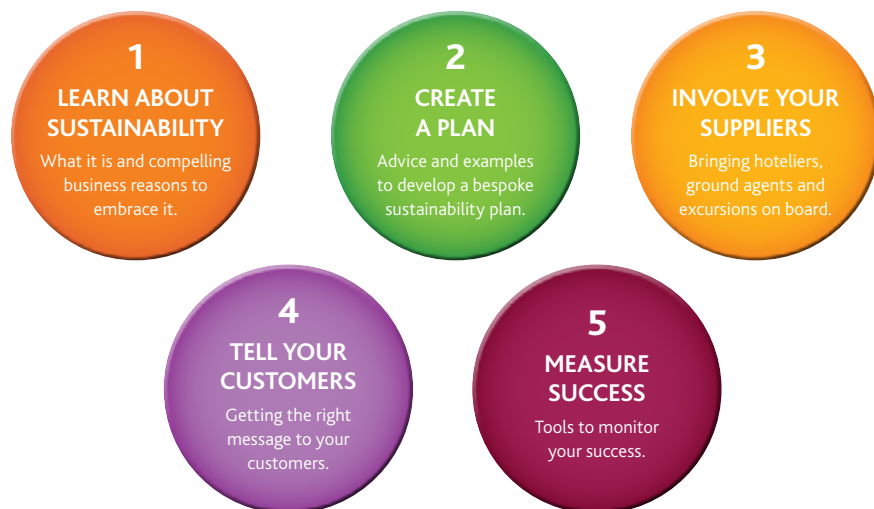 1
LEARN ABOUT
SUSTAINABILITY
What it is and compelling
business reasons to
embrace it.
2
CREATE
A PLAN
Advice and examples
to develop a bespoke
sustainability plan.
3
INVOLVE YOUR
SUPPLIERS
Bringing hoteliers,
ground agents and
excursions on board.
4
TELL YOUR
CUSTOMERS
Getting the right
message to your
customers.
5
MEASURE
SUCCESS
Tools to monitor
your success.